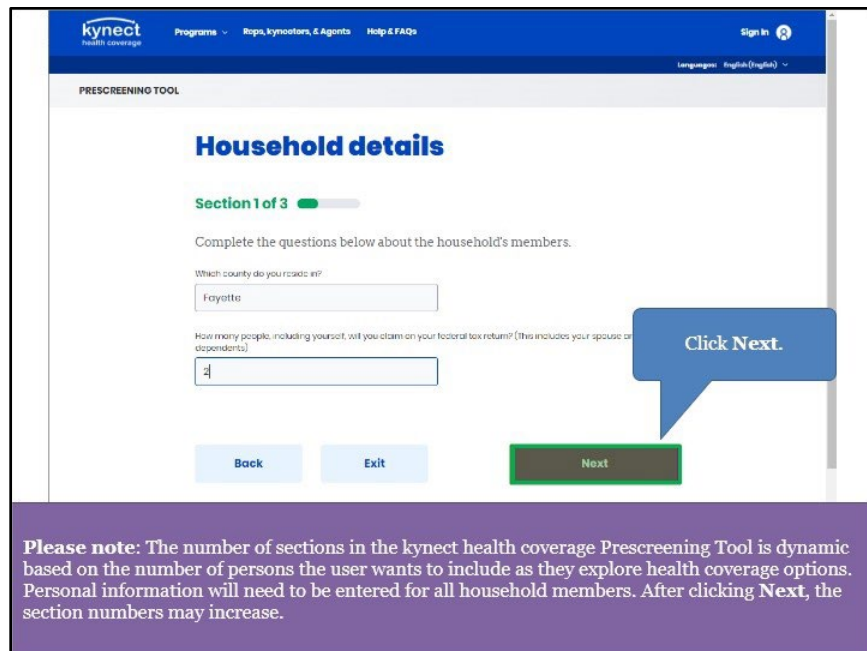 kynect
health coverage
Programs Reps, kynectors, & Agents Help & FAQs Sign In
Languages: English (English)
PRESCREENING TOOL
Household details
Section 1 of 3
Complete the questions below about the household's members.
Which county do you reside in?
Fayette
How many people, including yourself, will you claim on your federal tax return? (This includes your spouse
dependents)
2
Click Next.
Back Exit Next
Please note: The number of sections in the kynect health coverage Prescreening Tool is dynamic
based on the number of persons the user wants to include as they explore health coverage options.
Personal information will need to be entered for all household members. After clicking Next, the
section numbers may increase.